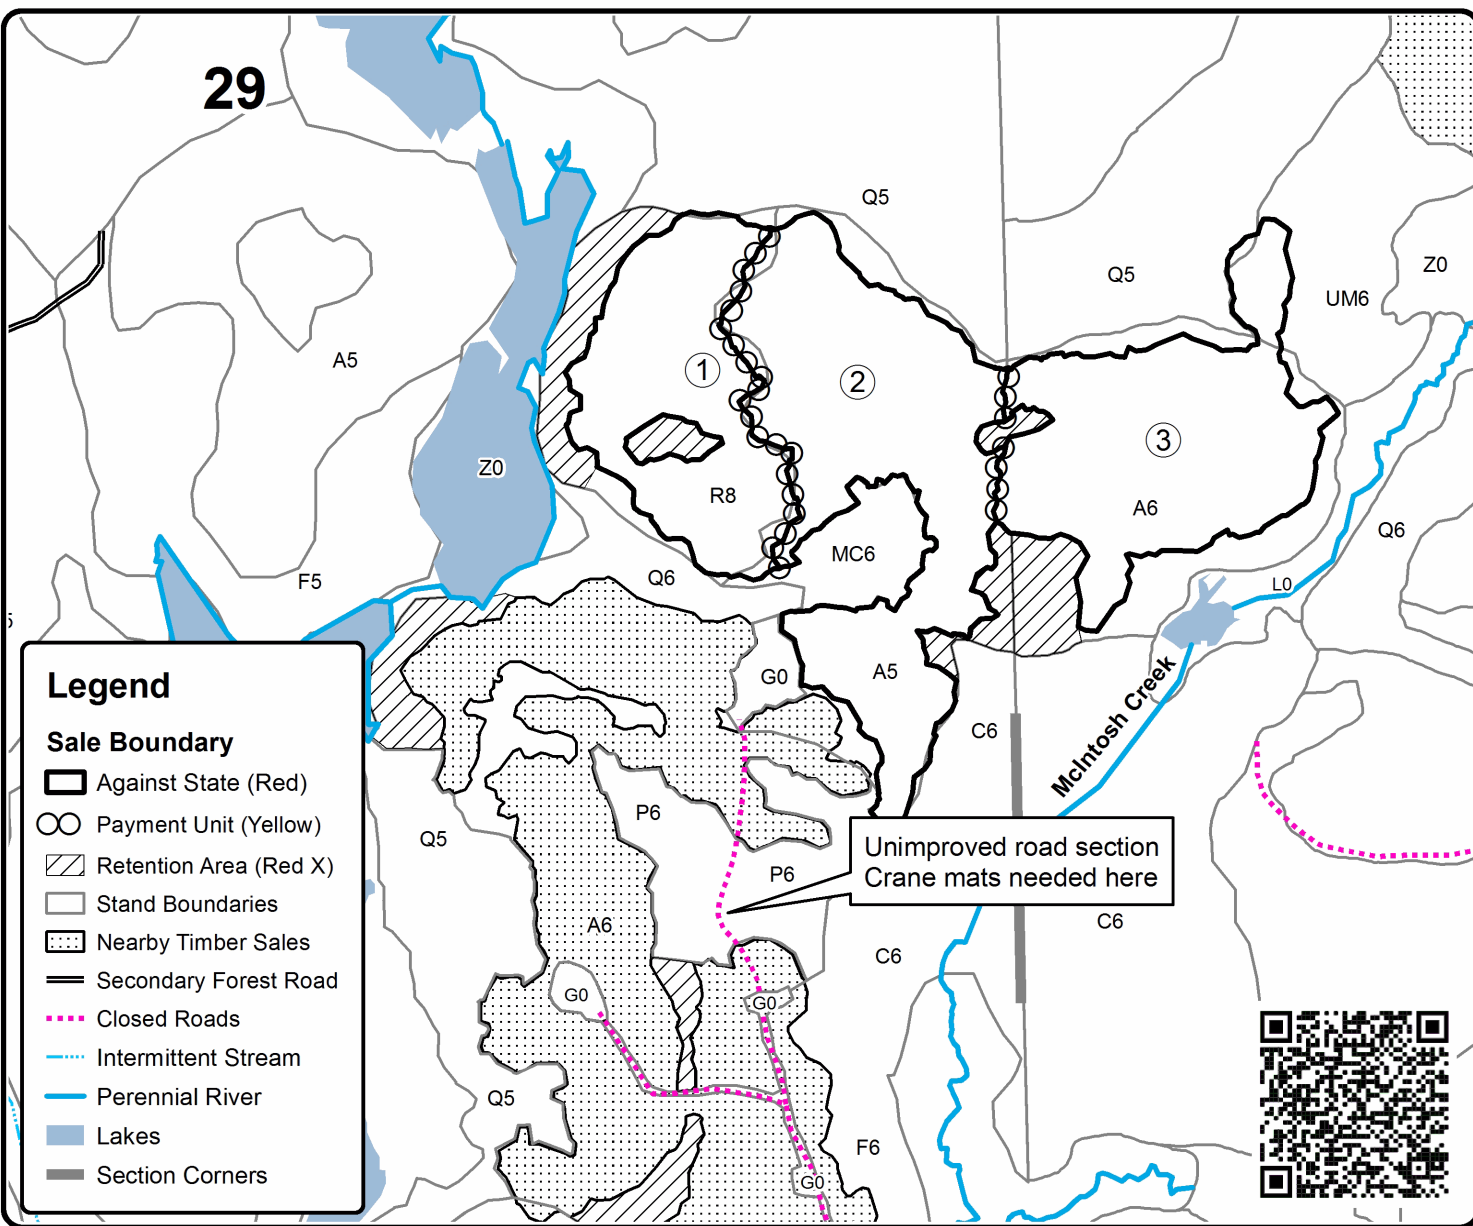 29
Q5
Z0
Q5
UM6
A5
1
2
3
Z0
R8
A6
Q6
MC6
F5
Q6
L0
G0
A5
C6
McIntosh Creek
P6
Q5
Unimproved road section
Crane mats needed here
P6
A6
C6
C6
G0
G0
Q5
F6
G0
Legend
Sale Boundary
Against State (Red)
Payment Unit (Yellow)
Retention Area (Red X)
Stand Boundaries
Nearby Timber Sales
Secondary Forest Road
Closed Roads
Intermittent Stream
Perennial River
Lakes
Section Corners